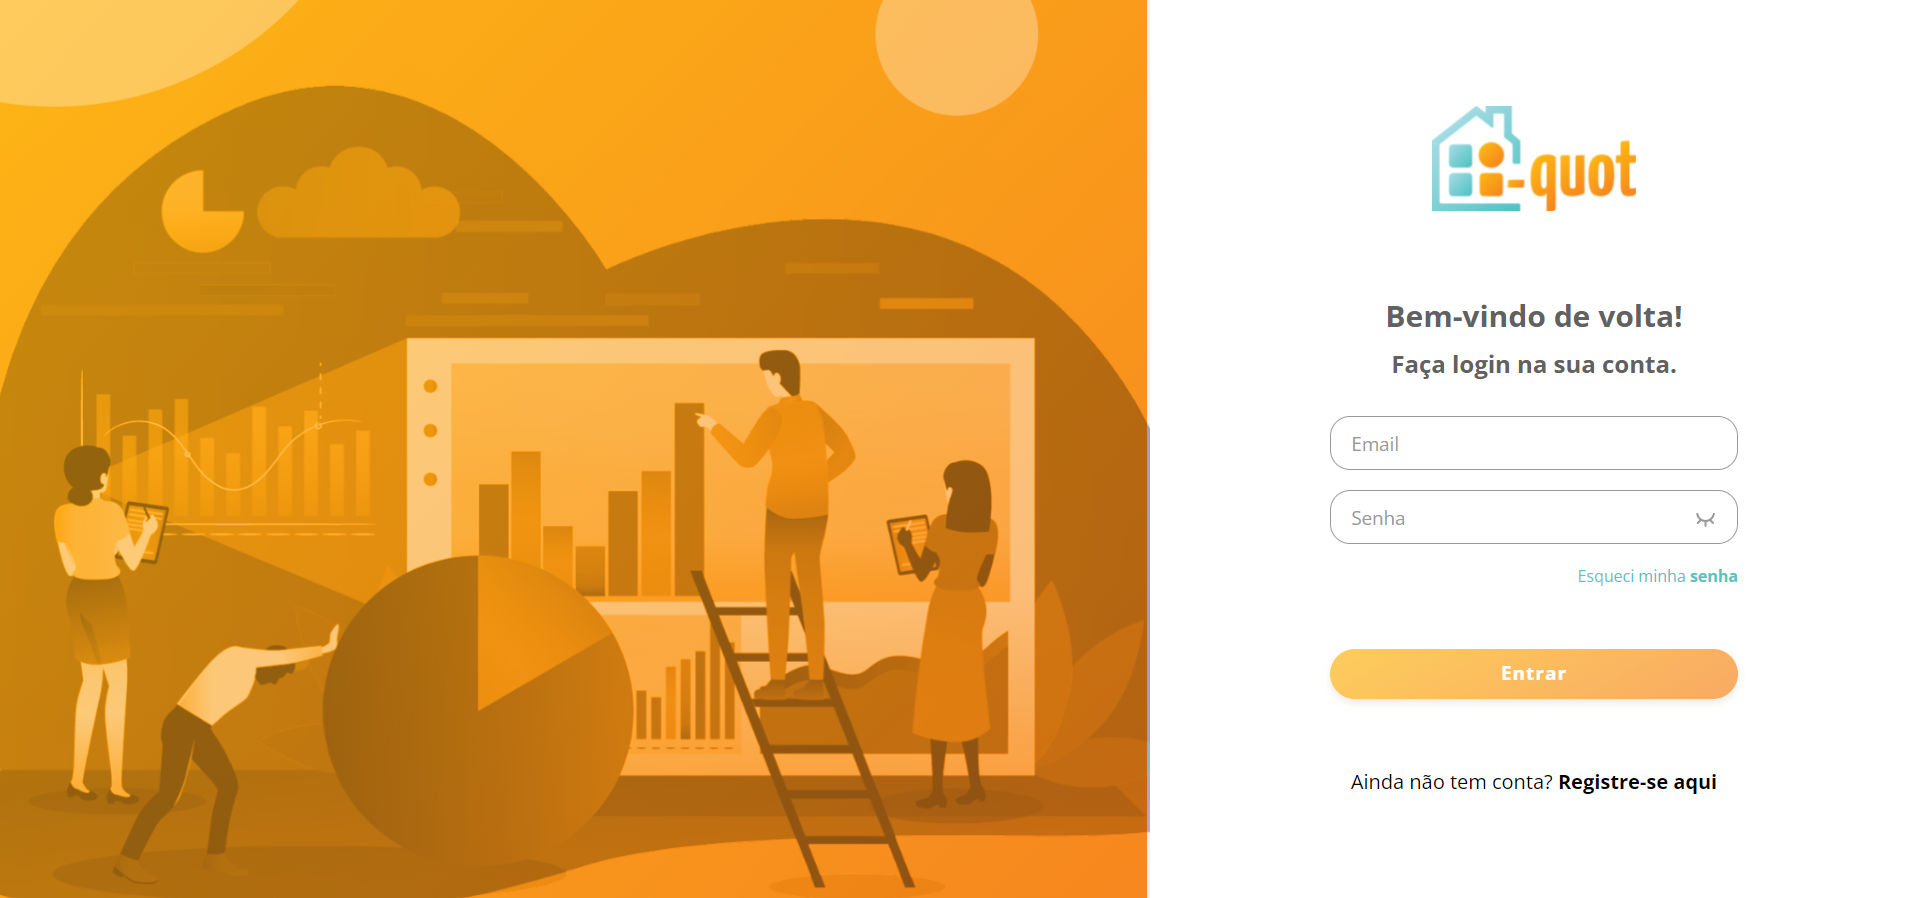 -quot
Bem-vindo de volta!
Faça login na sua conta.
Email
Senha
Esqueci minha senha
Entrar
Ainda não tem conta? Registre-se aqui